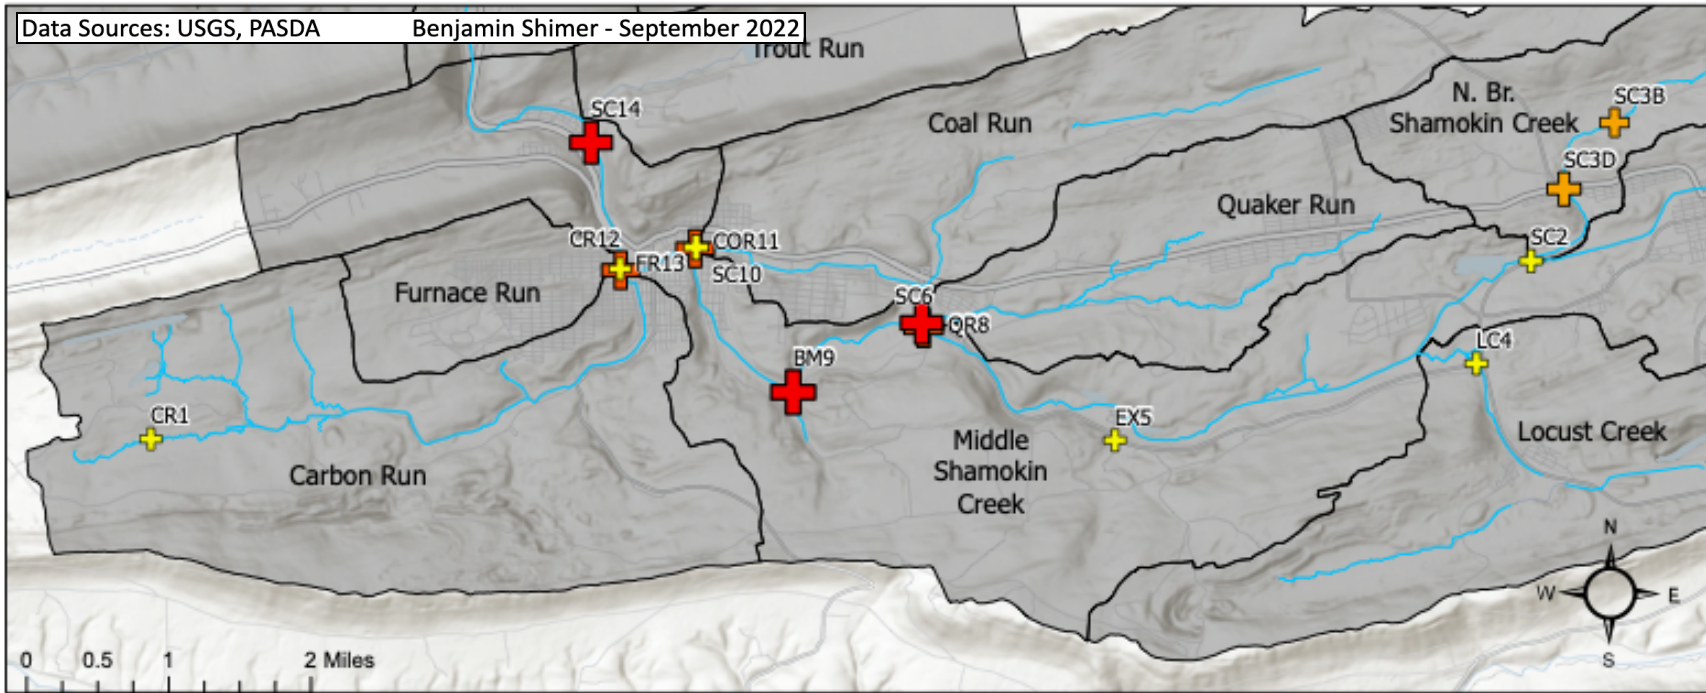 Data Sources: USGS, PASDA Benjamin Shimer - September 2022
Trout Run
SC14
Coal Run
N. Br.
Shamokin Creek
SC3B
SC3D
Quaker Run
CR12
FR13
COR11
SC10
SC2
Furnace Run
SC6
QR8
BM9
LC4
CR1
EX5
Carbon Run
Middle
Shamokin
Creek
Locust Creek
N
W
E
S
0 0.5 1 2 Miles